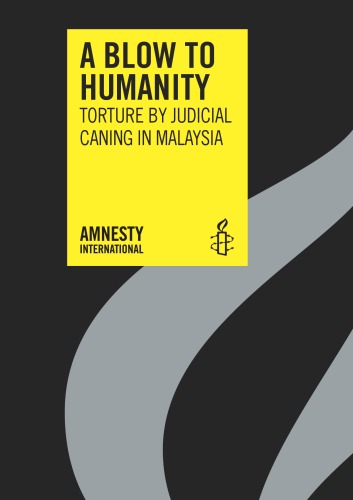 A BLOW TO
HUMANITY
TORTURE BY JUDICIAL
CANING IN MALAYSIA
AMNESTY
INTERNATIONAL